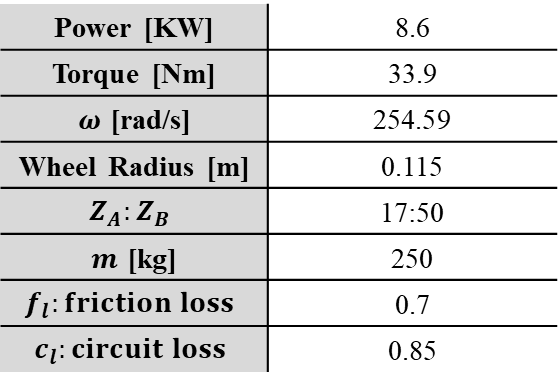 Power [KW] 8.6
Torque [Nm] 33.9
ω [rad/s] 254.59
Wheel Radius [m] 0.115
Z_A: Z_B 17:50
m [kg] 250
f_l: friction loss 0.7
c_l: circuit loss 0.85